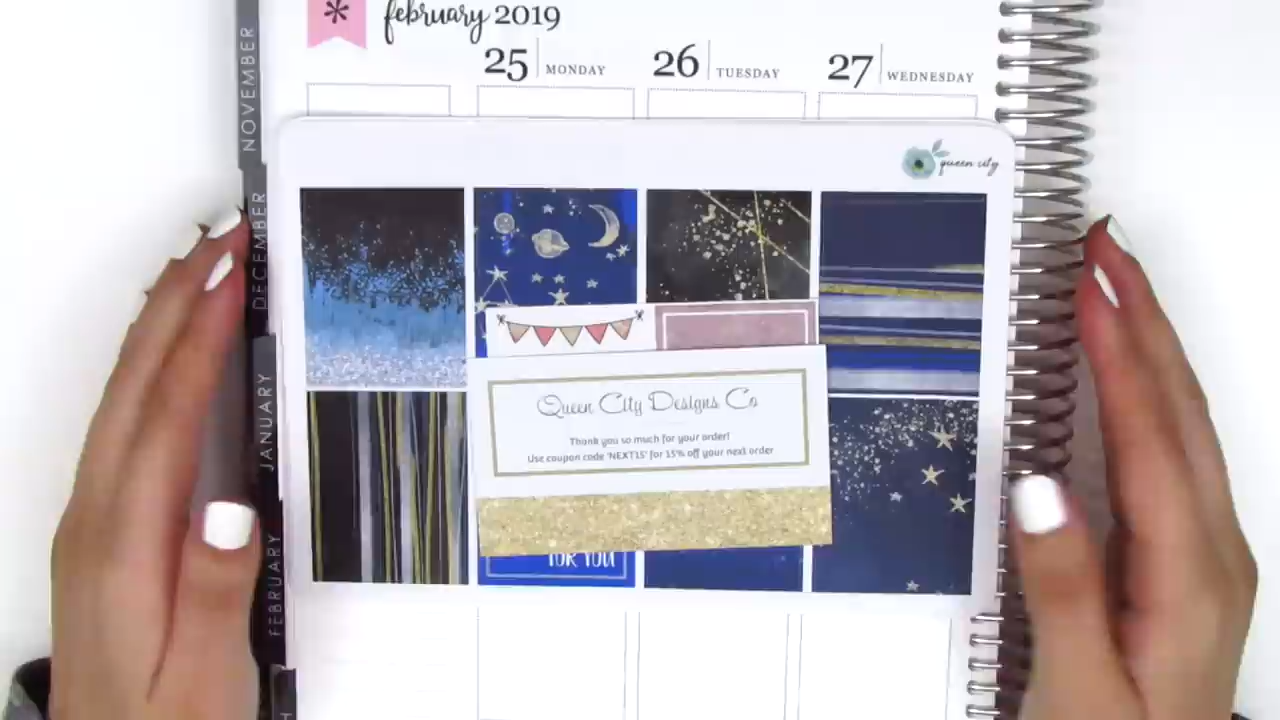 february 2019
25 MONDAY
26 TUESDAY
27 WEDNESDAY
NOVEMBER
DECEMBER
JANUARY
FEBRUARY
queen city
Queen City Designs Co
Thank you so much for your order!
Use coupon code 'NEXT15' for 15% off your next order
FOR YOU